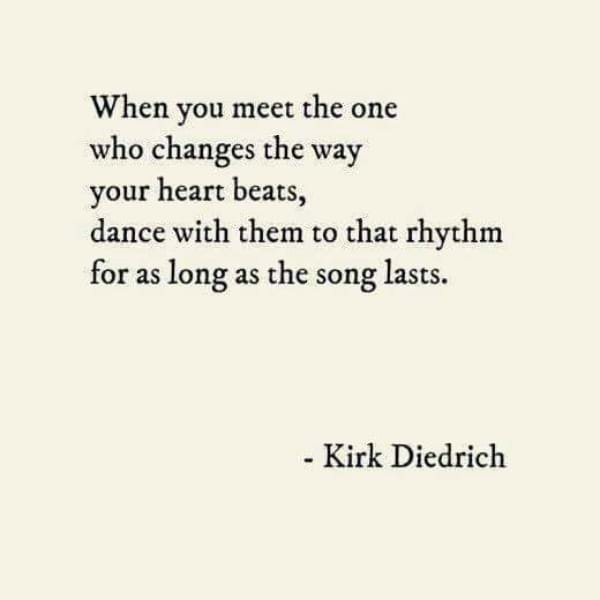 When you meet the one
who changes the way
your heart beats,
dance with them to that rhythm
for as long as the song lasts.
- Kirk Diedrich